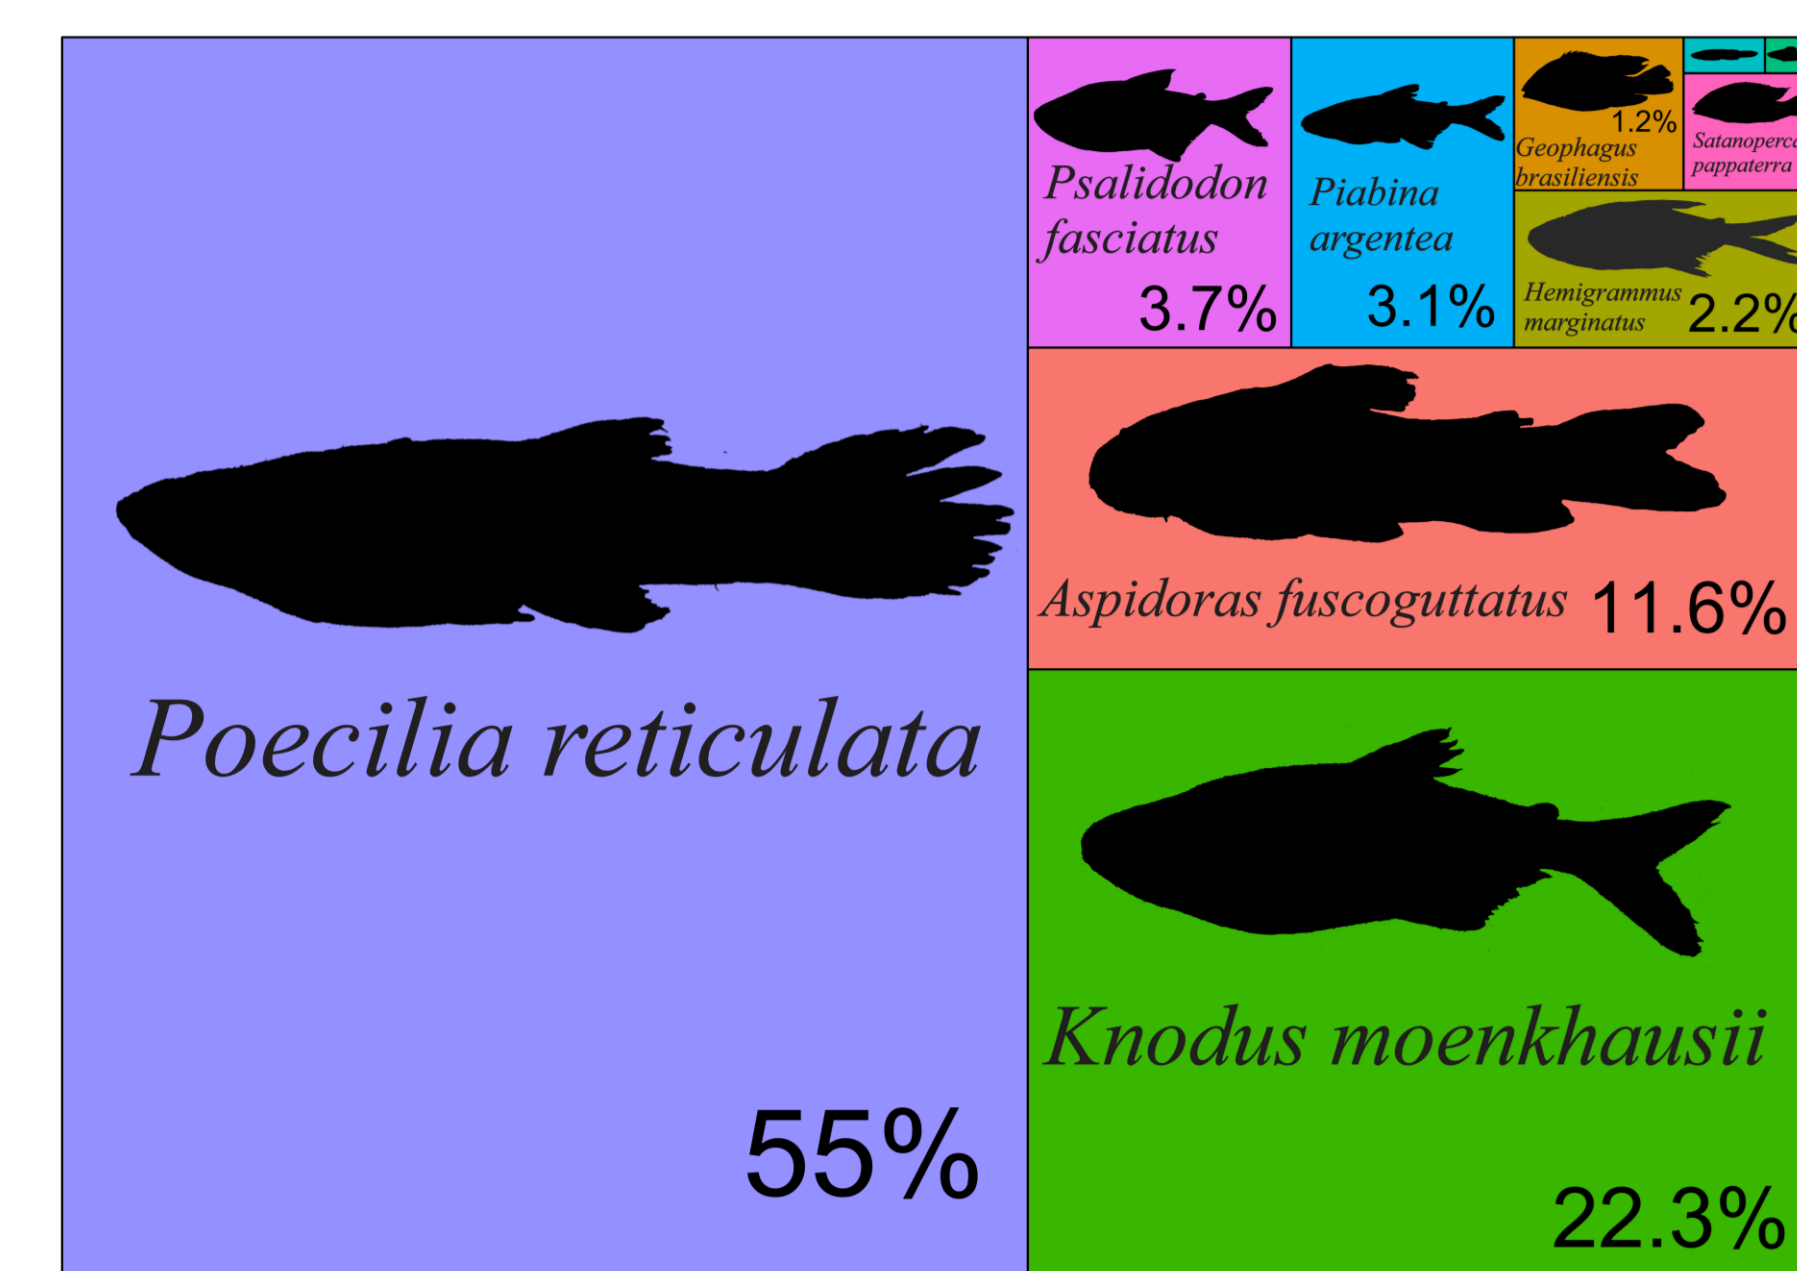 Poecilia reticulata
55%
Psalidodon
fasciatus
3.7%
Piabina
argentea
3.1%
1.2%
Geophagus
brasiliensis
pappaterra
Hemigrammus
marginatus
2.2%
Aspidoras fuscoguttatus 11.6%
Knodus moenkhausii
22.3%